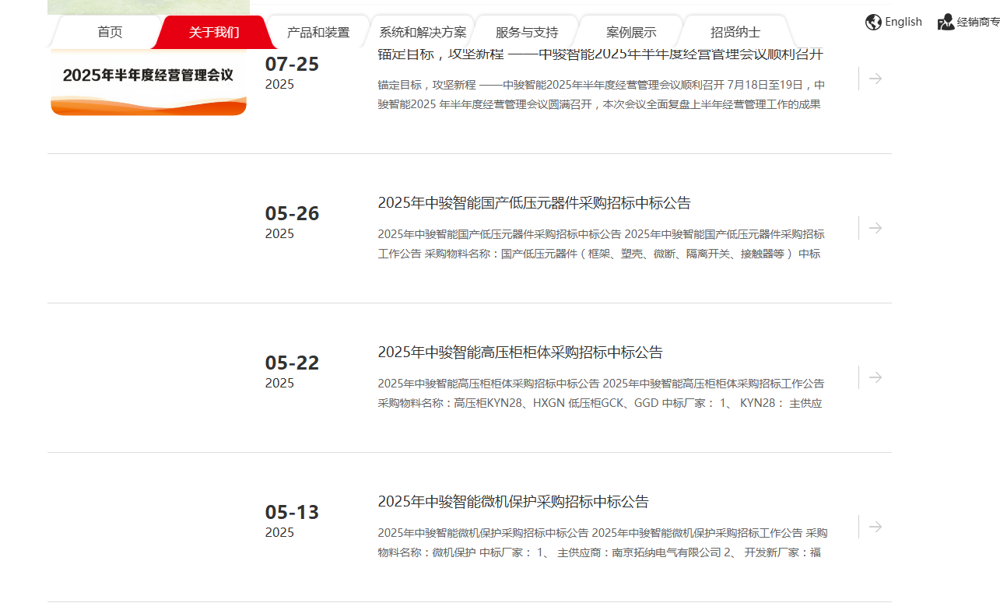 首页
关于我们
产品和装置
系统和解决方案
服务与支持
案例展示
招贤纳士
English
经销商专
2025年半年度经营管理会议
07-25
2025
锚定目标，攻坚新程 ——中骏智能2025年半年度经营管理会议顺利召开
锚定目标，攻坚新程 ——中骏智能2025年半年度经营管理会议顺利召开 7月18日至19日，中
骏智能2025 年半年度经营管理会议圆满召开，本次会议全面复盘上半年经营管理工作的成果
05-26
2025
2025年中骏智能国产低压元器件采购招标中标公告
2025年中骏智能国产低压元器件采购招标中标公告 2025年中骏智能国产低压元器件采购招标
工作公告 采购物料名称：国产低压元器件（框架、塑壳、微断、隔离开关、接触器等） 中标
05-22
2025
2025年中骏智能高压柜柜体采购招标中标公告
2025年中骏智能高压柜柜体采购招标中标公告 2025年中骏智能高压柜柜体采购招标工作公告
采购物料名称：高压柜KYN28、HXGN 低压柜GCK、GGD 中标厂家： 1、 KYN28： 主供应
05-13
2025
2025年中骏智能微机保护采购招标中标公告
2025年中骏智能微机保护采购招标中标公告 2025年中骏智能微机保护采购招标工作公告 采购
物料名称：微机保护 中标厂家： 1、 主供应商：南京拓纳电气有限公司 2、 开发新厂家：福